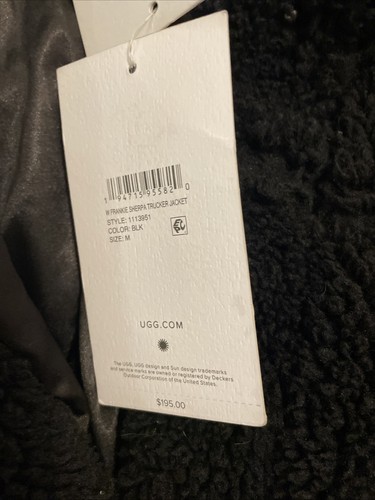 1 94715 95582 0
W FRANKIE SHERPA TRUCKER JACKET
STYLE: 1113951
COLOR: BLK
SIZE: M
UGG.COM
The UGG, UGG design and Sun design trademarks
and service marks are owned or registered by Deckers
Outdoor Corporation of the United States.
$195.00